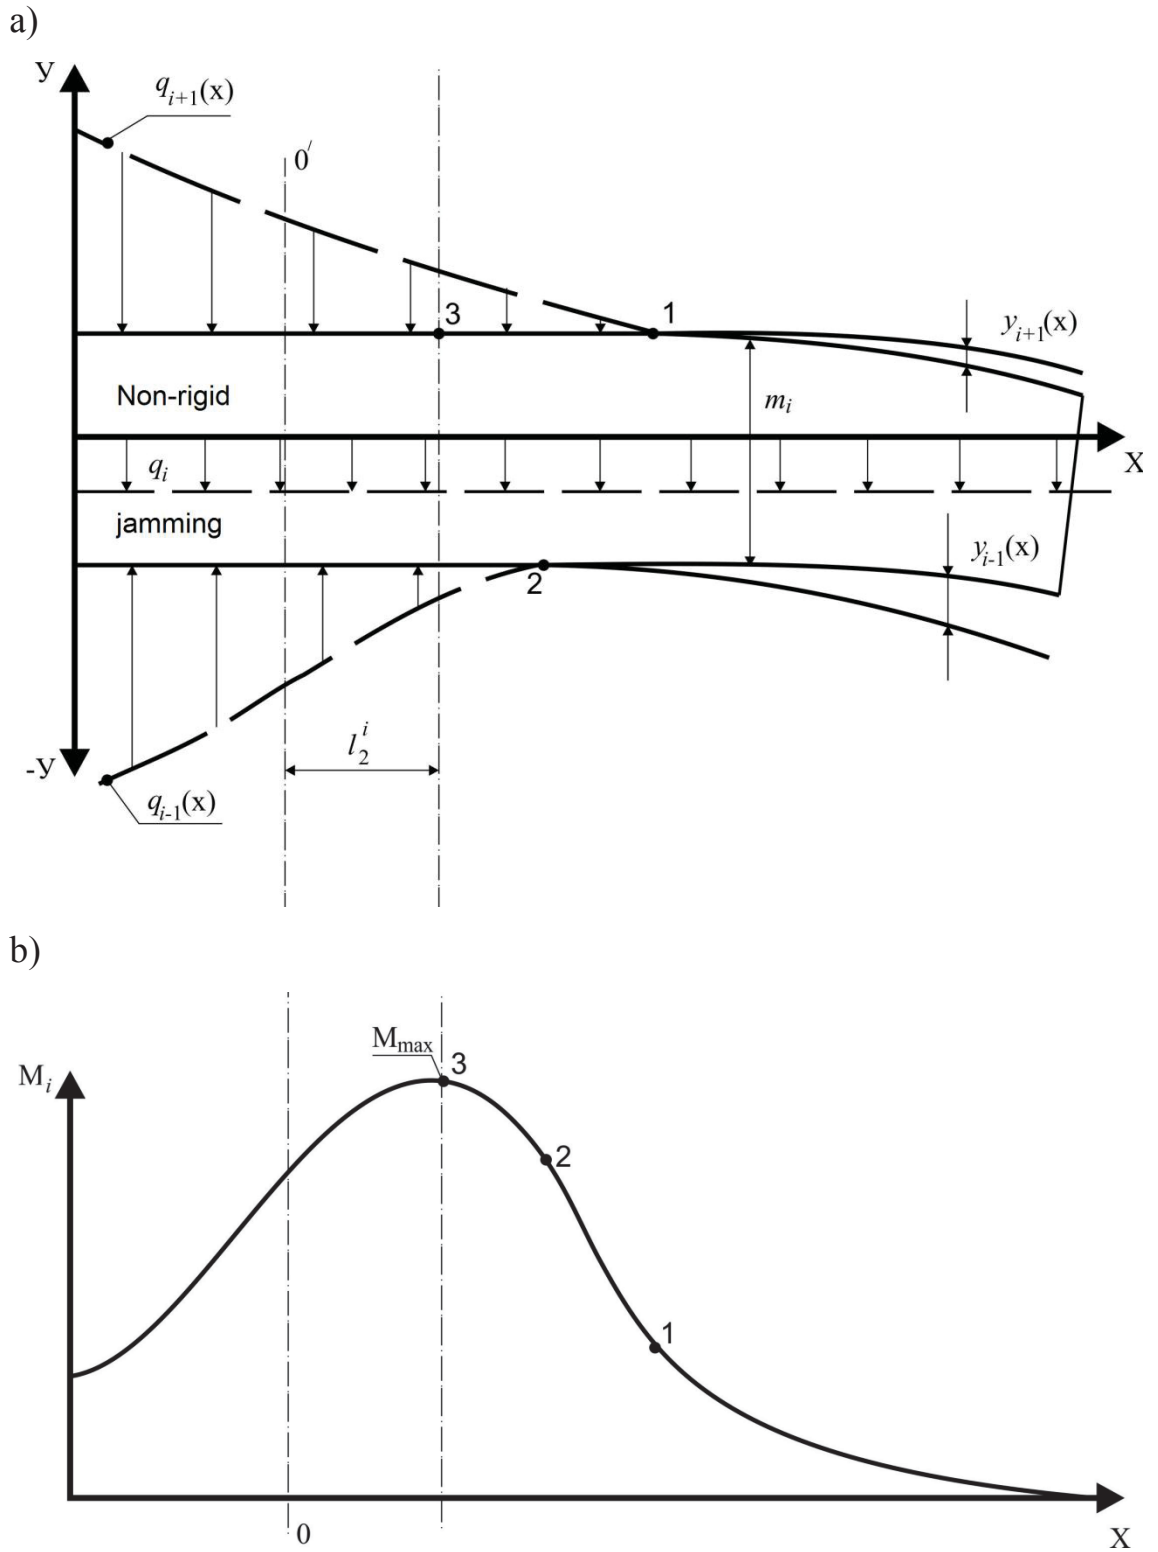 a)
У
q_{i+1}(x)
0'
3
1
y_{i+1}(x)
Non-rigid
m_i
X
q_i
jamming
y_{i-1}(x)
2
l_2^i
-У
q_{i-1}(x)
b)
M_max
3
M_i
2
1
0
X